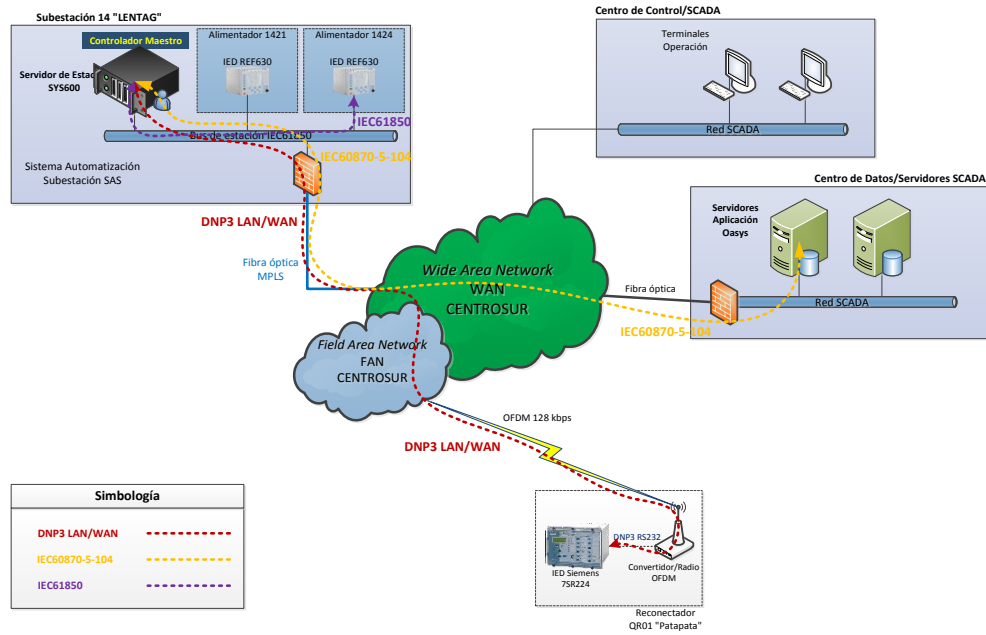 Subestación 14 "LENTAG"
Controlador Maestro
Servidor de Esta
SYS600
Alimentador 1421
IED REF630
Alimentador 1424
IED REF630
IEC61850
Bus de estación IEC61850
IEC60870-5-104
Sistema Automatización
Subestación SAS
DNP3 LAN/WAN
Fibra óptica
MPLS
Centro de Control/SCADA
Terminales
Operación
Red SCADA
Centro de Datos/Servidores SCADA
Servidores
Aplicación
Oasys
Red SCADA
Fibra óptica
IEC60870-5-104
Wide Area Network
WAN
CENTROSUR
Field Area Network
FAN
CENTROSUR
OFDM 128 kbps
DNP3 LAN/WAN
DNP3 RS232
IED Siemens
7SR224
Convertidor/Radio
OFDM
Reconectador
QR01 "Patapata"
Simbología
DNP3 LAN/WAN
IEC60870-5-104
IEC61850